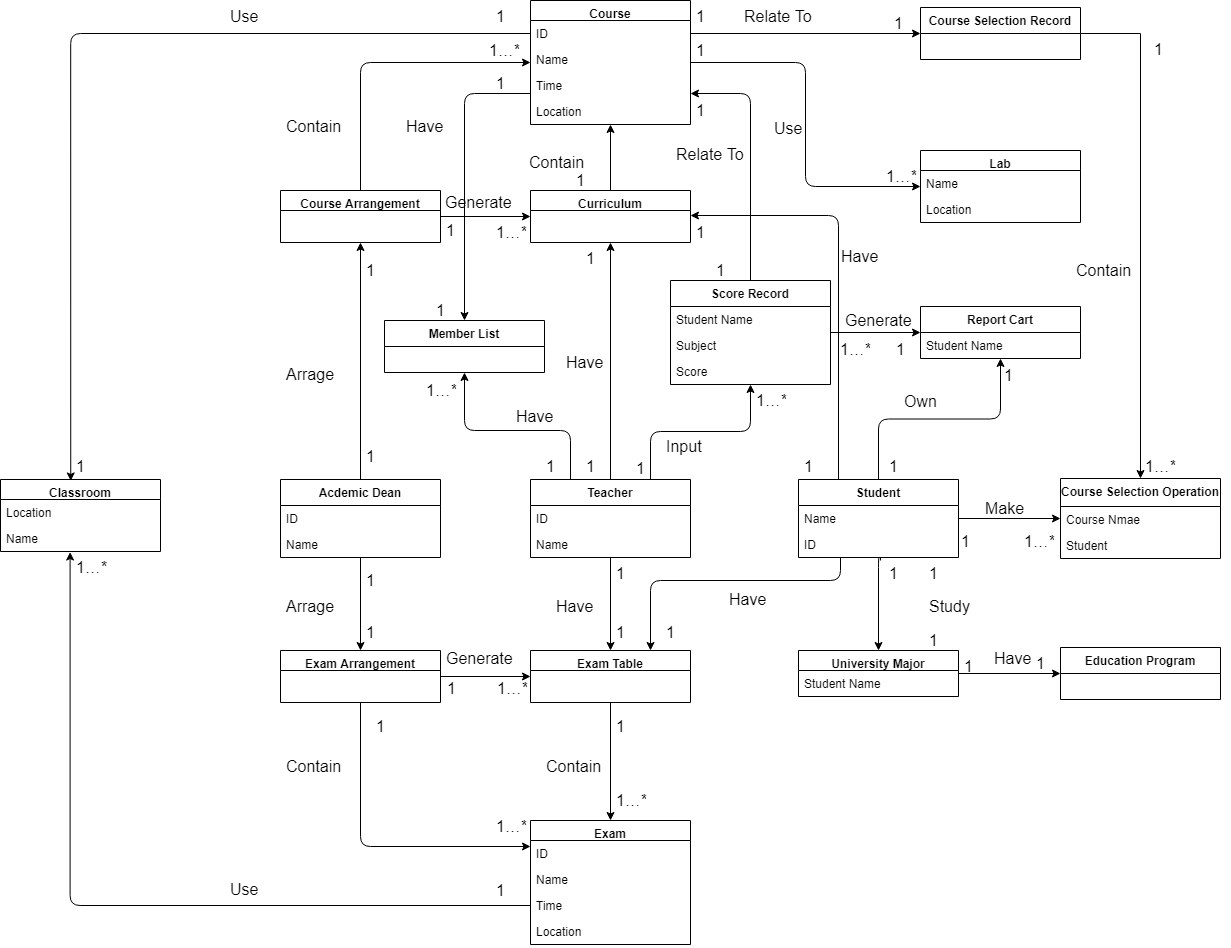 Use
1
Course
1
Relate To
1
Course Selection Record
ID
1...*
Name
1
1
1
Time
Location
1
Contain
Have
Use
Relate To
Contain
1
Lab
1...*
Name
Location
Course Arrangement
Generate
Curriculum
1
1...*
1
1
1
1
Have
Contain
Score Record
Student Name
Subject
Score
1
Member List
Generate
1...*
1
Report Cart
Student Name
Arrage
Have
1
1...*
1...*
Own
Have
Input
1
1
1
1
1
1
1...*
Classroom
Location
Name
1...*
Acdemic Dean
ID
Name
Teacher
ID
Name
Student
Name
ID
Make
1
1...*
Course Selection Operation
Course Nmae
Student
1
1
1
1
Arrage
Have
Have
Study
1
1
1
1
Exam Arrangement
Generate
1
1...*
Exam Table
University Major
Student Name
1
Have
1
Education Program
1
1
Contain
Contain
1...*
1...*
Exam
ID
Name
Use
1
Time
Location